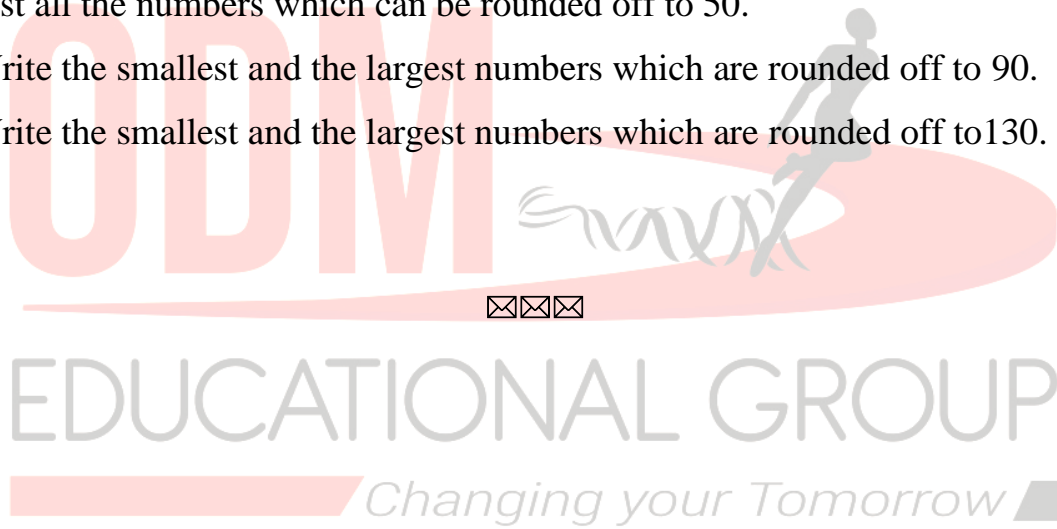 st all the numbers which can be rounded off to 50.
rite the smallest and the largest numbers which are rounded off to 90.
rite the smallest and the largest numbers which are rounded off to130.
ODM
EDUCATIONAL GROUP
Changing your Tomorrow